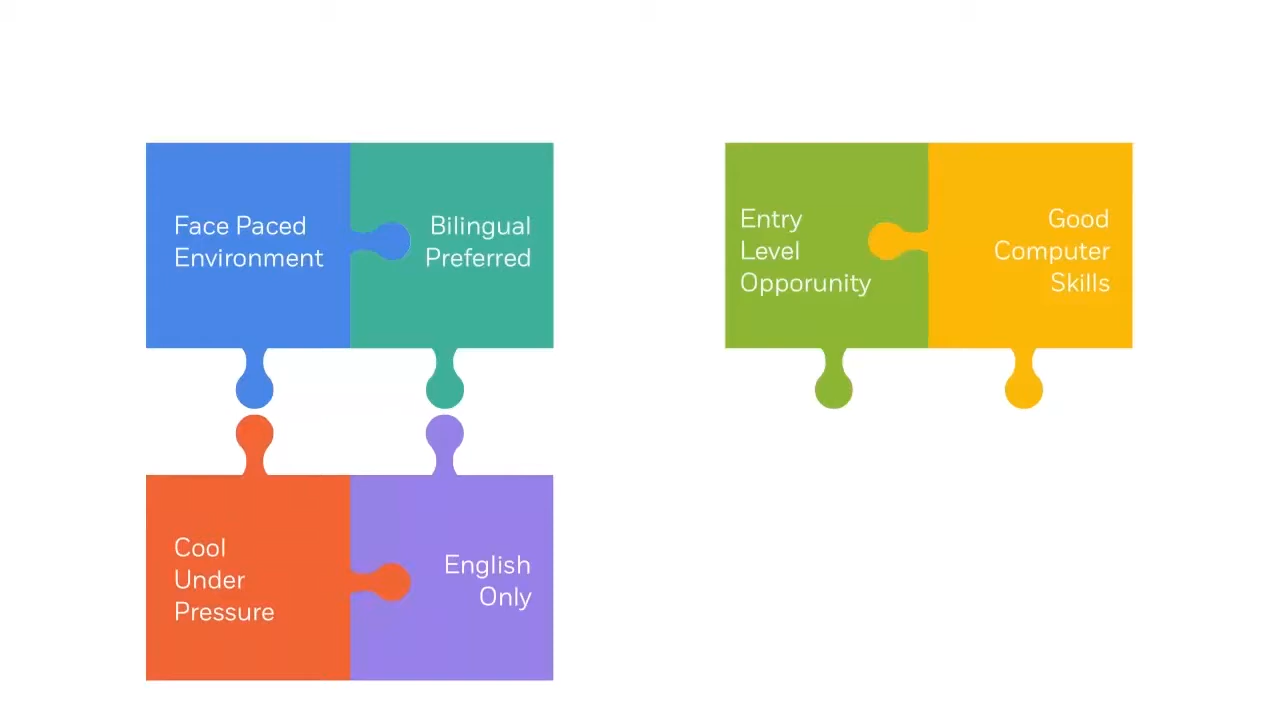 Face Paced
Environment
Bilingual
Preferred
Entry
Level
Opporunity
Good
Computer
Skills
Cool
Under
Pressure
English
Only